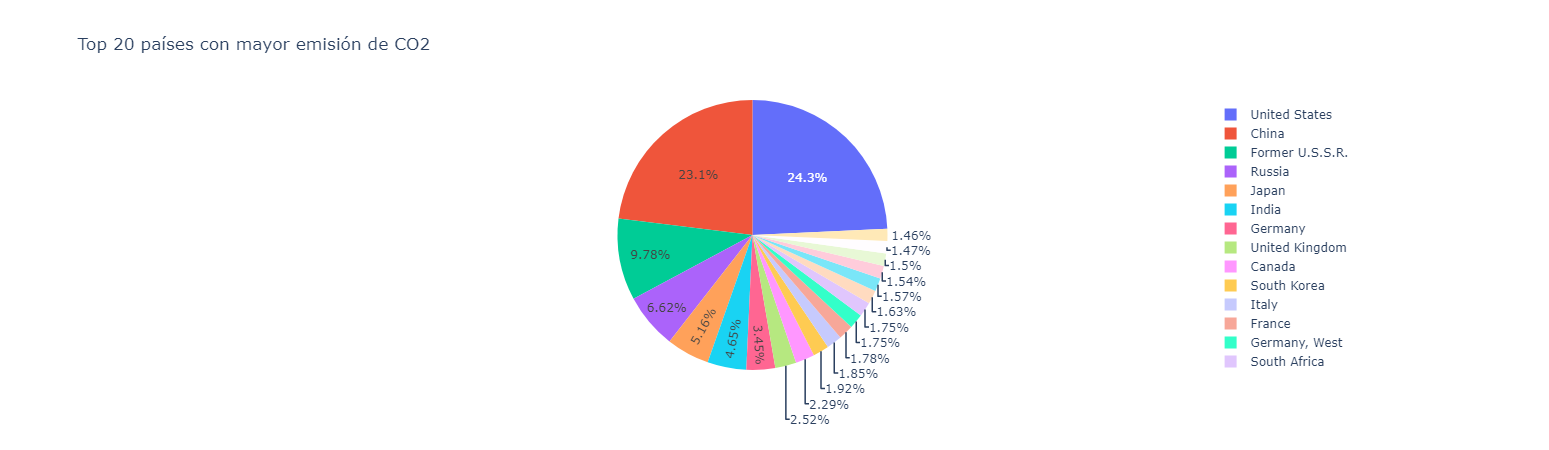 Top 20 países con mayor emisión de CO2
24.3%
23.1%
9.78%
6.62%
5.16%
4.65%
3.45%
2.52%
2.29%
1.92%
1.85%
1.78%
1.75%
1.75%
1.63%
1.57%
1.54%
1.5%
1.47%
1.46%
United States
China
Former U.S.S.R.
Russia
Japan
India
Germany
United Kingdom
Canada
South Korea
Italy
France
Germany, West
South Africa